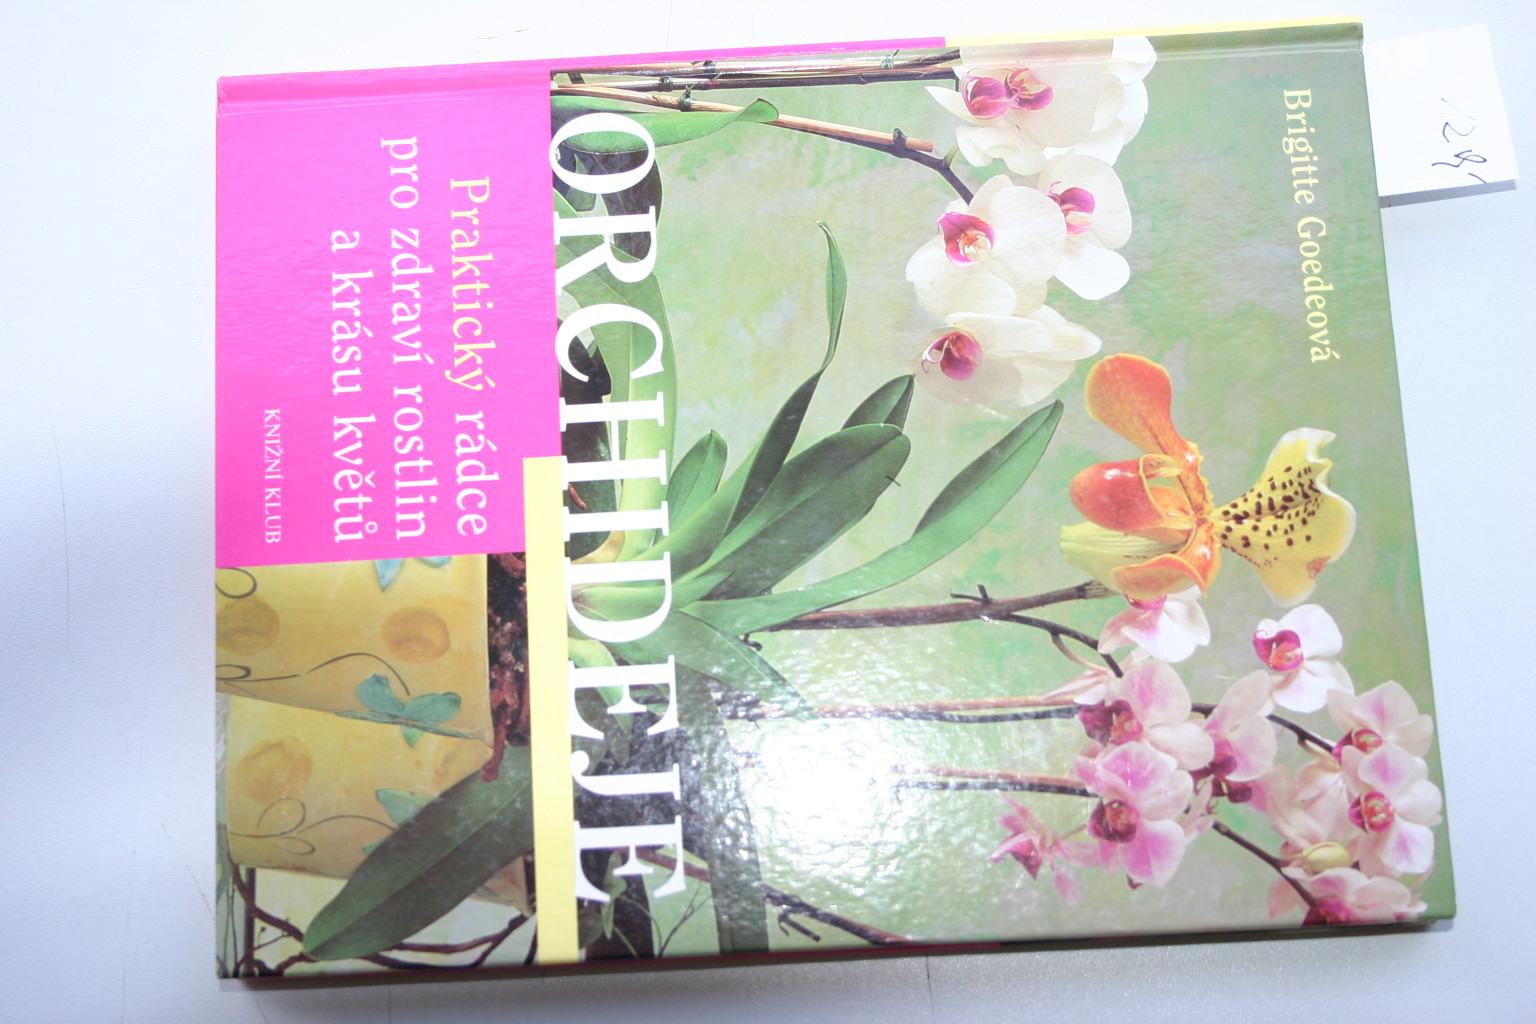 Brigitte Goedeová
ORCHIDEJE
Praktický rádce
pro zdraví rostlin
a krásu květů
KNIŽNÍ KLUB